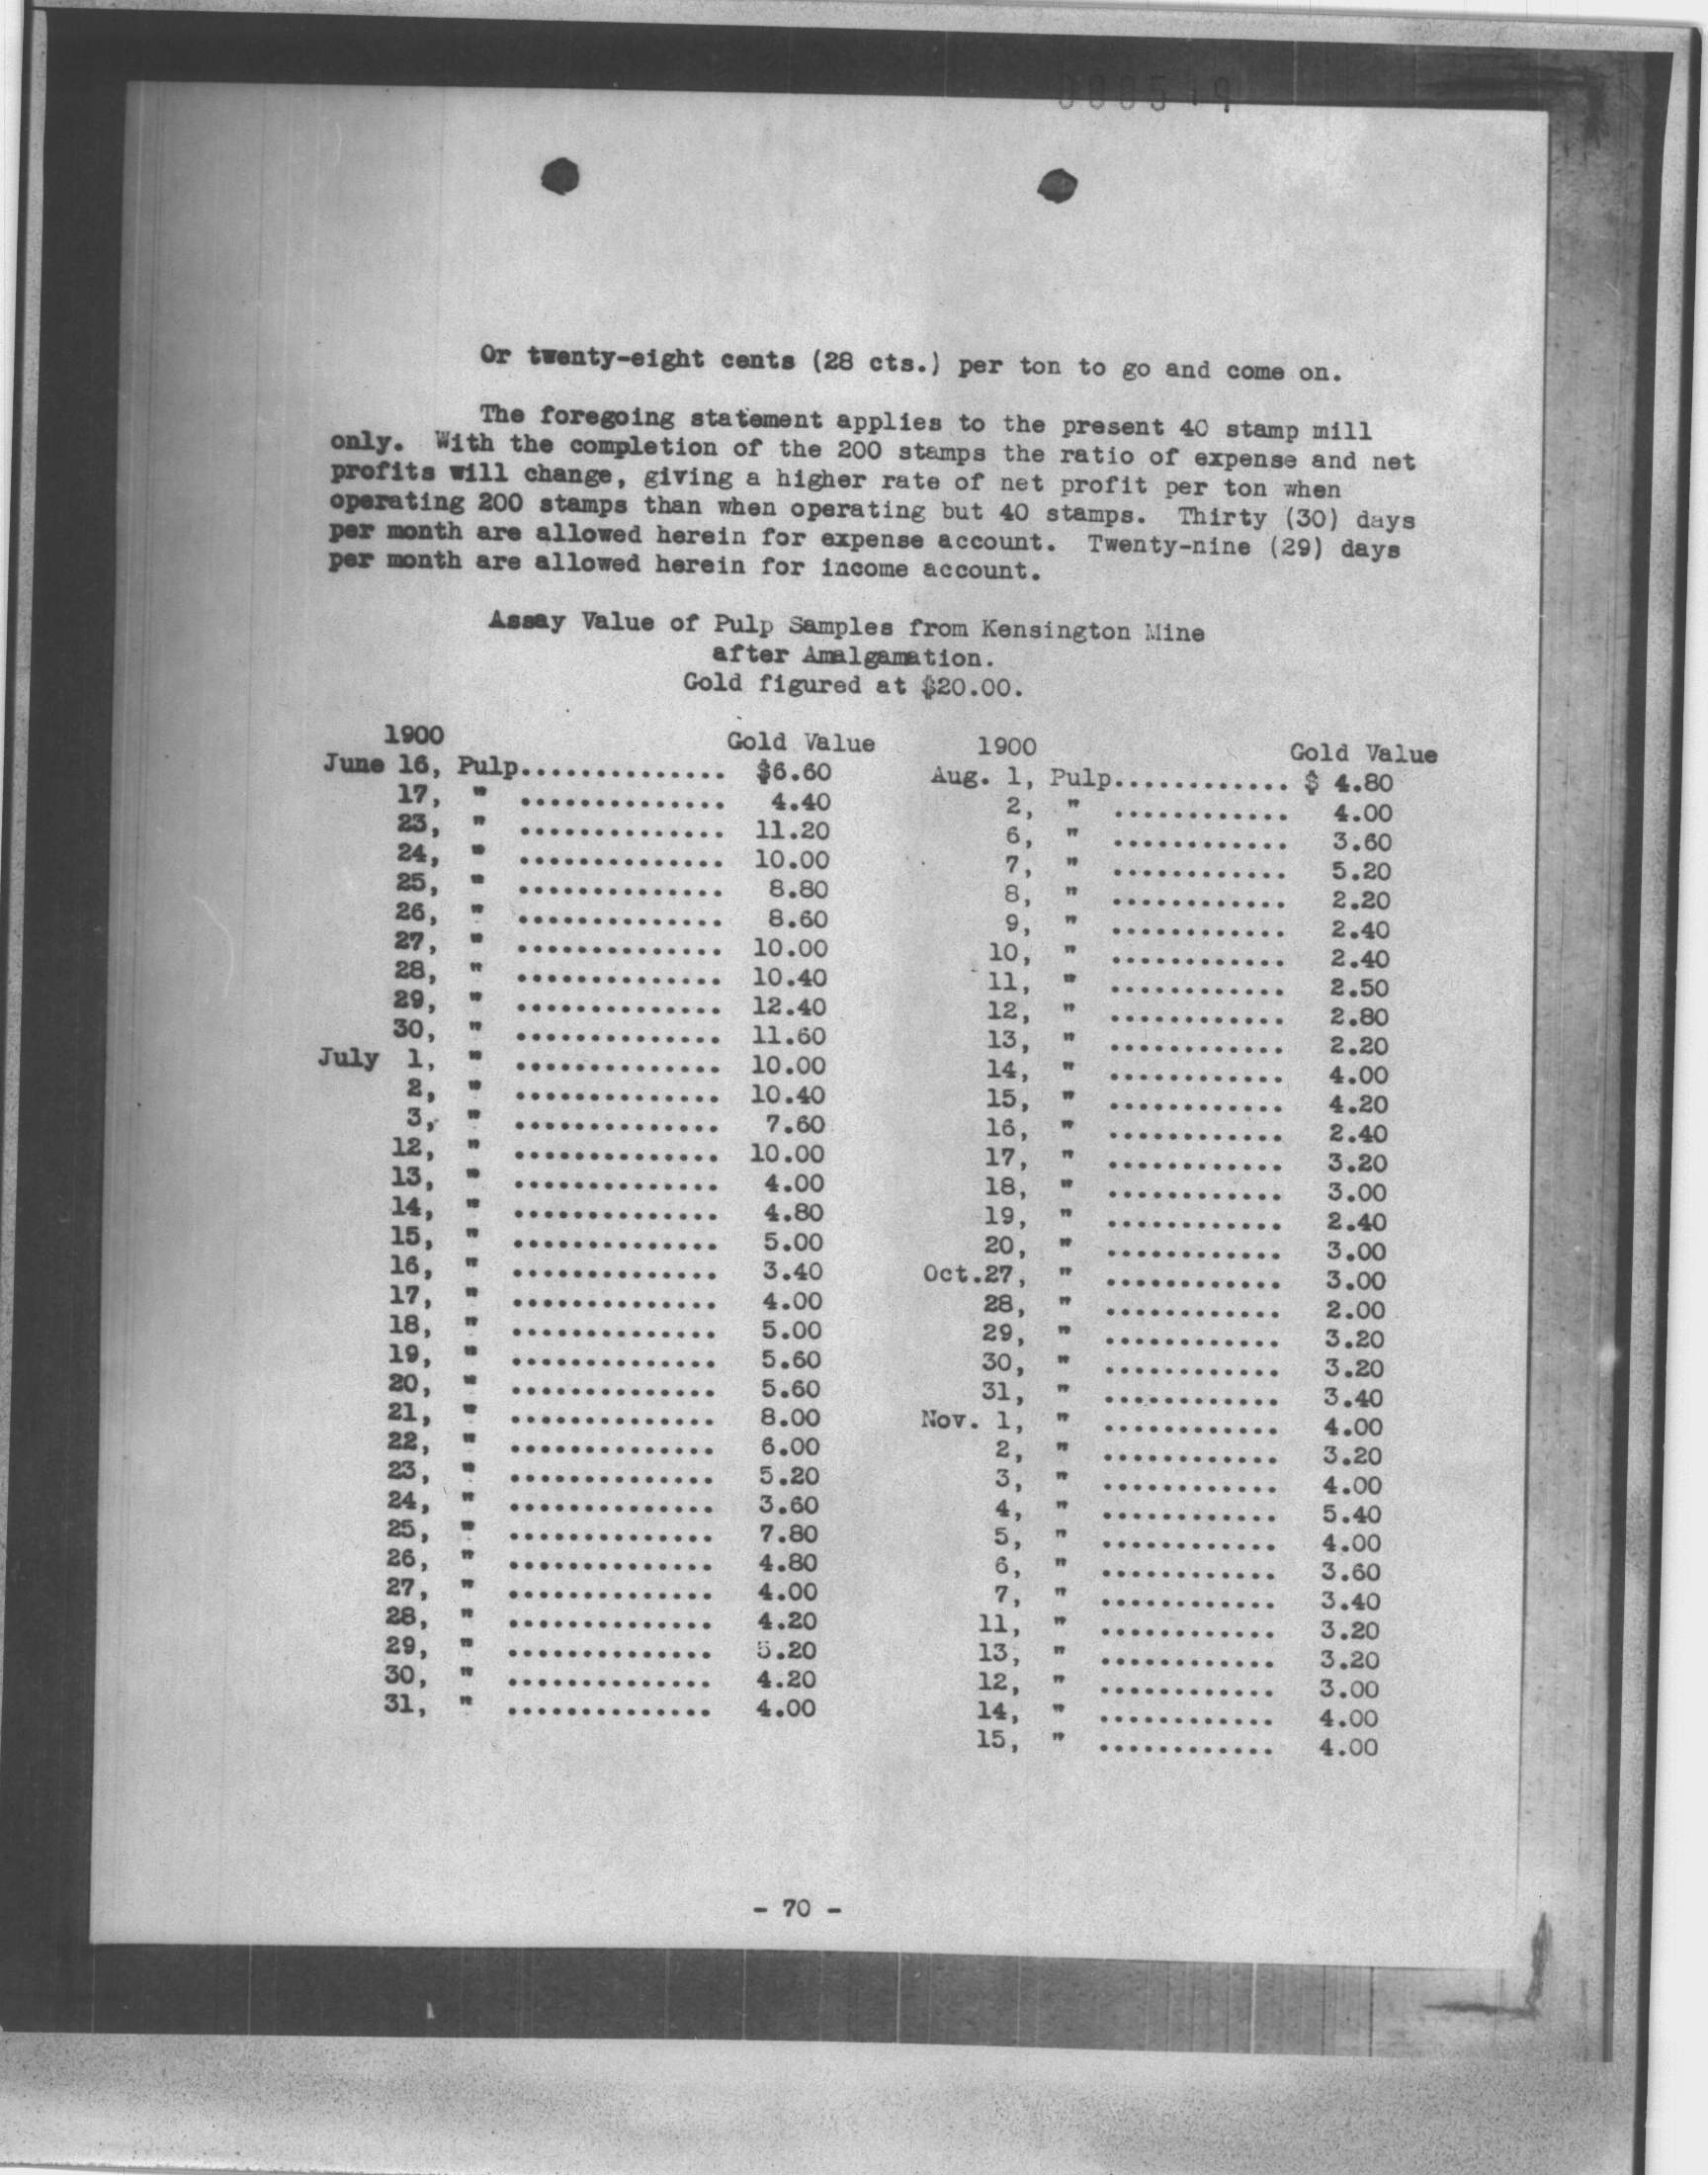 000519
Or twenty-eight cents (28 cts.) per ton to go and come on.
The foregoing statement applies to the present 40 stamp mill
only. With the completion of the 200 stamps the ratio of expense and net
profits will change, giving a higher rate of net profit per ton when
operating 200 stamps than when operating but 40 stamps. Thirty (30) days
per month are allowed herein for expense account. Twenty-nine (29) days
per month are allowed herein for income account.
Assay Value of Pulp Samples from Kensington Mine
after Amalgamation.
Gold figured at $20.00.
1900 Gold Value
June 16, Pulp.............. $6.60
17, " .............. 4.40
23, " .............. 11.20
24, " .............. 10.00
25, " .............. 8.80
26, " .............. 8.60
27, " .............. 10.00
28, " .............. 10.40
29, " .............. 12.40
30, " .............. 11.60
July 1, " .............. 10.00
2, " .............. 10.40
3, " .............. 7.60
12, " .............. 10.00
13, " .............. 4.00
14, " .............. 4.80
15, " .............. 5.00
16, " .............. 3.40
17, " .............. 4.00
18, " .............. 5.00
19, " .............. 5.60
20, " .............. 5.60
21, " .............. 8.00
22, " .............. 6.00
23, " .............. 5.20
24, " .............. 3.60
25, " .............. 7.80
26, " .............. 4.80
27, " .............. 4.00
28, " .............. 4.20
29, " .............. 5.20
30, " .............. 4.20
31, " .............. 4.00
1900 Gold Value
Aug. 1, Pulp............ $ 4.80
2, " ............ 4.00
6, " ............ 3.60
7, " ............ 5.20
8, " ............ 2.20
9, " ............ 2.40
10, " ............ 2.40
11, " ............ 2.50
12, " ............ 2.80
13, " ............ 2.20
14, " ............ 4.00
15, " ............ 4.20
16, " ............ 2.40
17, " ............ 3.20
18, " ............ 3.00
19, " ............ 2.40
20, " ............ 3.00
Oct.27, " ............ 3.00
28, " ............ 2.00
29, " ............ 3.20
30, " ............ 3.20
31, " ............ 3.40
Nov. 1, " ............ 4.00
2, " ............ 3.20
3, " ............ 4.00
4, " ............ 5.40
5, " ............ 4.00
6, " ............ 3.60
7, " ............ 3.40
11, " ............ 3.20
13, " ............ 3.20
12, " ............ 3.00
14, " ............ 4.00
15, " ............ 4.00
- 70 -